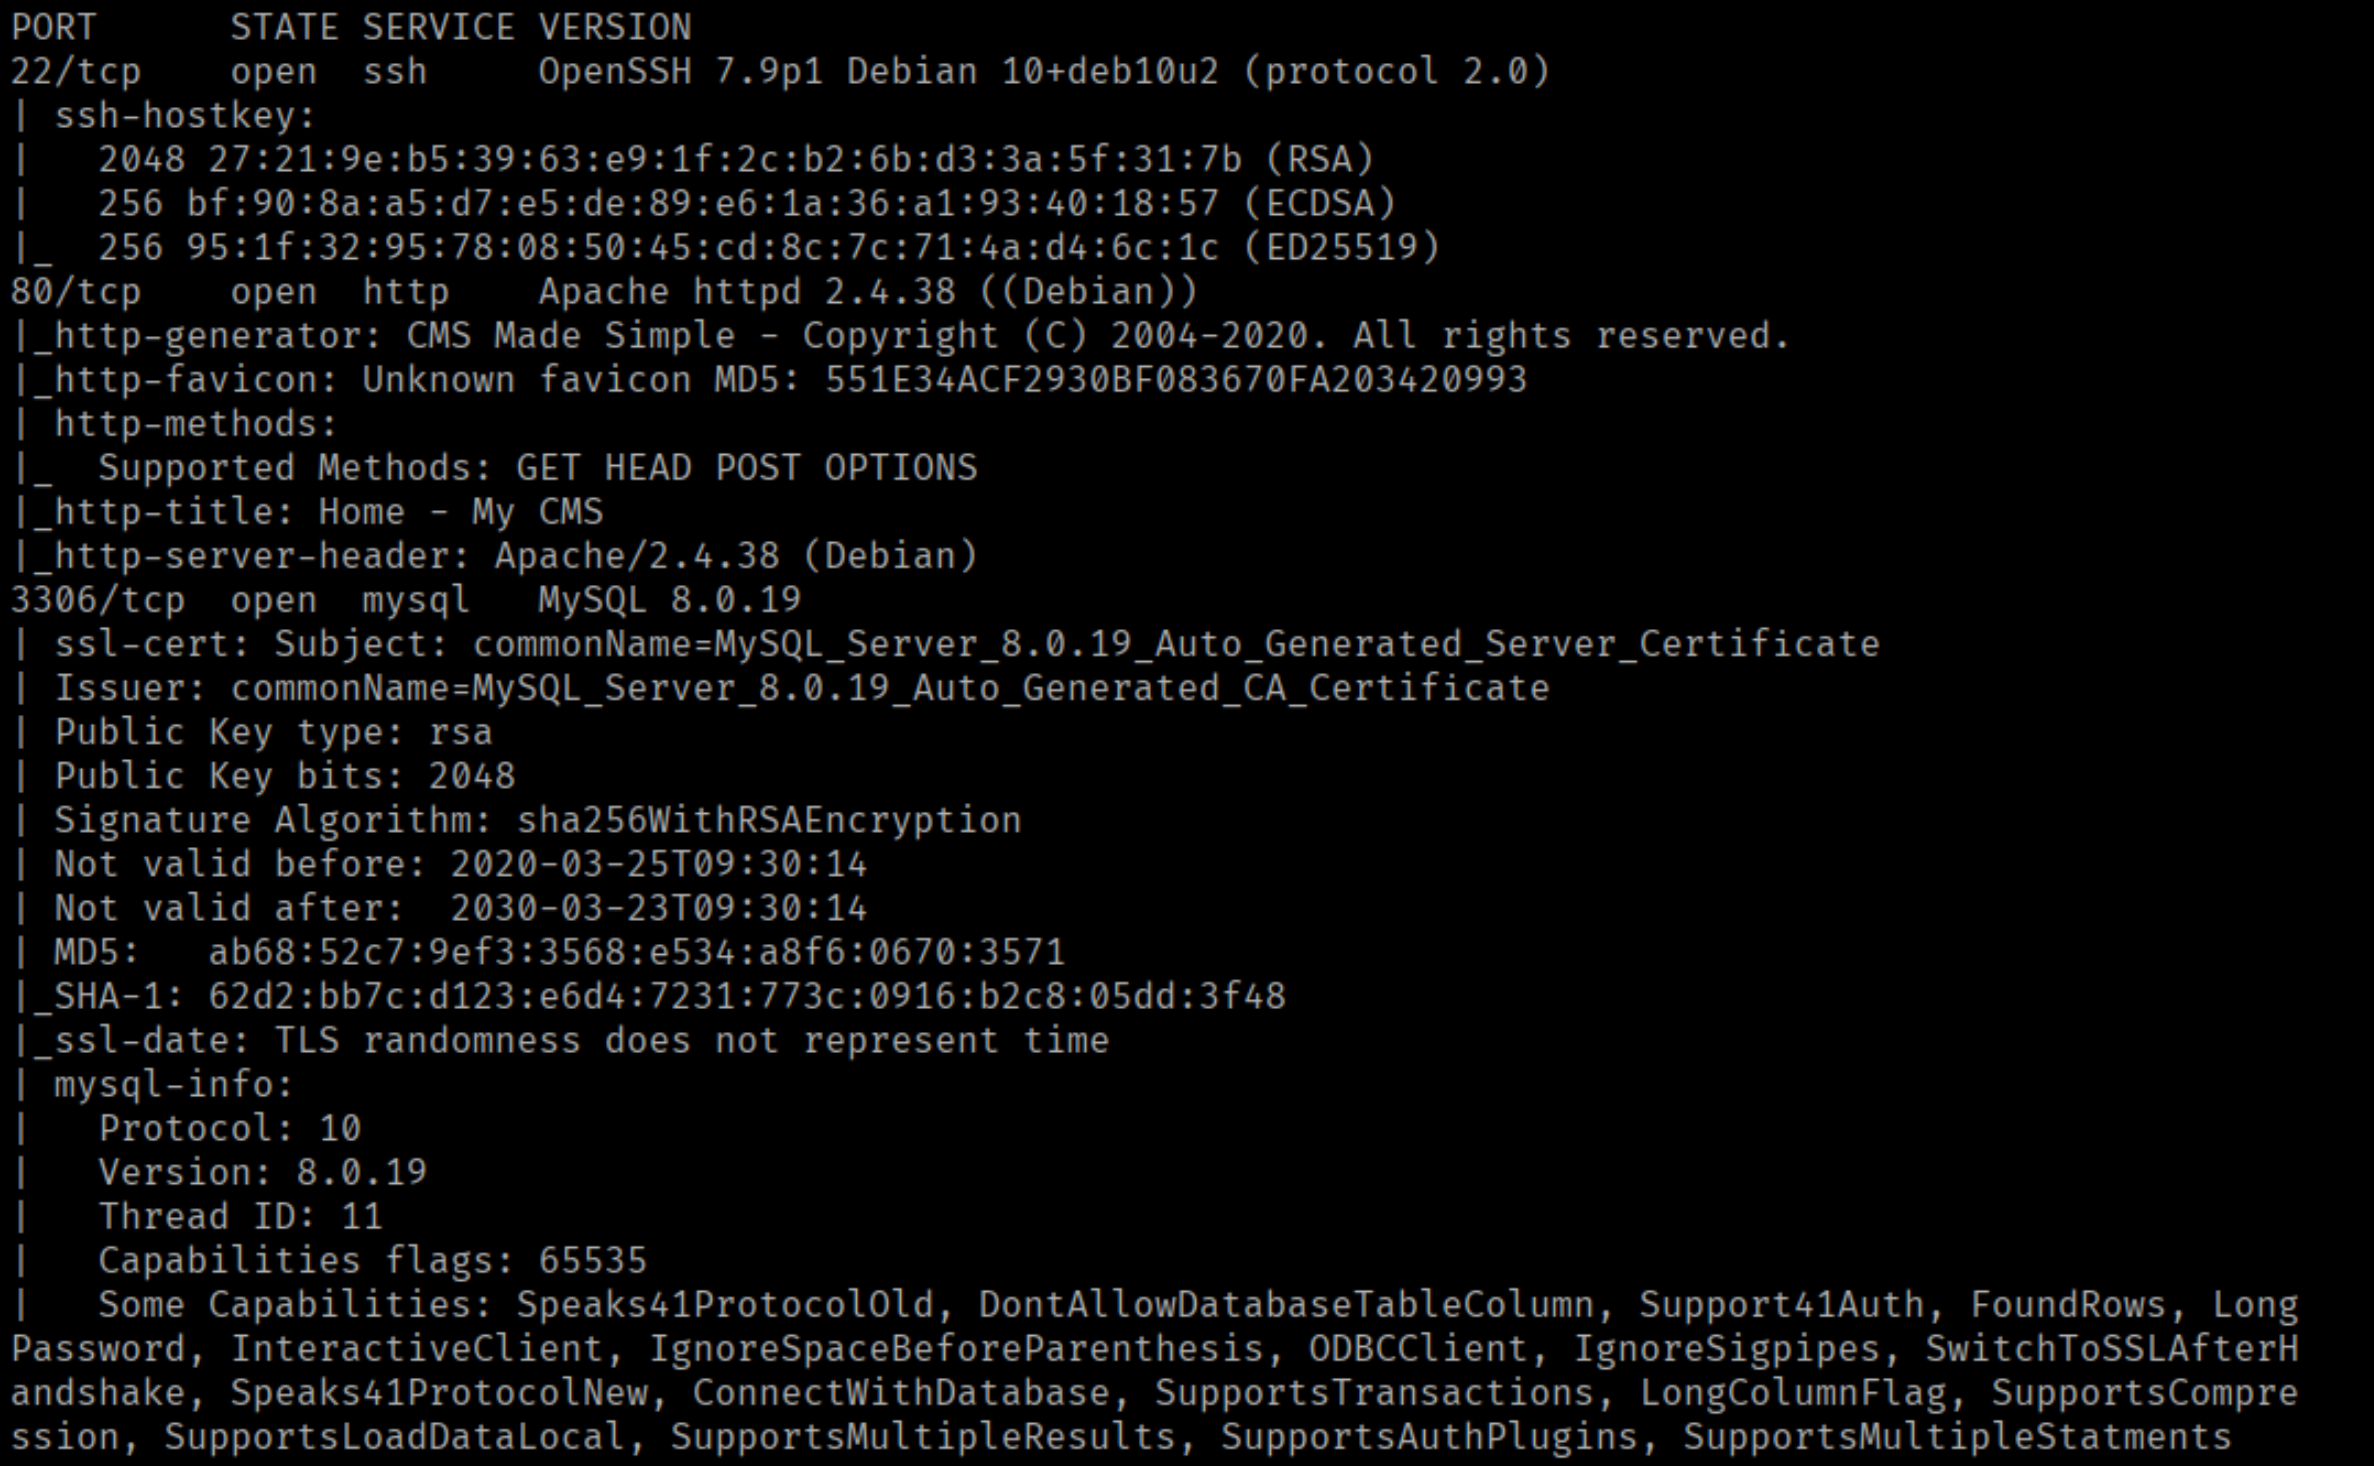 PORT      STATE SERVICE VERSION
22/tcp    open  ssh     OpenSSH 7.9p1 Debian 10+deb10u2 (protocol 2.0)
| ssh-hostkey:
|   2048 27:21:9e:b5:39:63:e9:1f:2c:b2:6b:d3:3a:5f:31:7b (RSA)
|   256 bf:90:8a:a5:d7:e5:de:89:e6:1a:36:a1:93:40:18:57 (ECDSA)
|_  256 95:1f:32:95:78:08:50:45:cd:8c:7c:71:4a:d4:6c:1c (ED25519)
80/tcp    open  http    Apache httpd 2.4.38 ((Debian))
|_http-generator: CMS Made Simple - Copyright (C) 2004-2020. All rights reserved.
|_http-favicon: Unknown favicon MD5: 551E34ACF2930BF083670FA203420993
| http-methods:
|_  Supported Methods: GET HEAD POST OPTIONS
|_http-title: Home - My CMS
|_http-server-header: Apache/2.4.38 (Debian)
3306/tcp  open  mysql   MySQL 8.0.19
| ssl-cert: Subject: commonName=MySQL_Server_8.0.19_Auto_Generated_Server_Certificate
| Issuer: commonName=MySQL_Server_8.0.19_Auto_Generated_CA_Certificate
| Public Key type: rsa
| Public Key bits: 2048
| Signature Algorithm: sha256WithRSAEncryption
| Not valid before: 2020-03-25T09:30:14
| Not valid after:  2030-03-23T09:30:14
| MD5:   ab68:52c7:9ef3:3568:e534:a8f6:0670:3571
|_SHA-1: 62d2:bb7c:d123:e6d4:7231:773c:0916:b2c8:05dd:3f48
|_ssl-date: TLS randomness does not represent time
| mysql-info:
|   Protocol: 10
|   Version: 8.0.19
|   Thread ID: 11
|   Capabilities flags: 65535
|   Some Capabilities: Speaks41ProtocolOld, DontAllowDatabaseTableColumn, Support41Auth, FoundRows, Long
Password, InteractiveClient, IgnoreSpaceBeforeParenthesis, ODBCClient, IgnoreSigpipes, SwitchToSSLAfterH
andshake, Speaks41ProtocolNew, ConnectWithDatabase, SupportsTransactions, LongColumnFlag, SupportsCompre
ssion, SupportsLoadDataLocal, SupportsMultipleResults, SupportsAuthPlugins, SupportsMultipleStatments